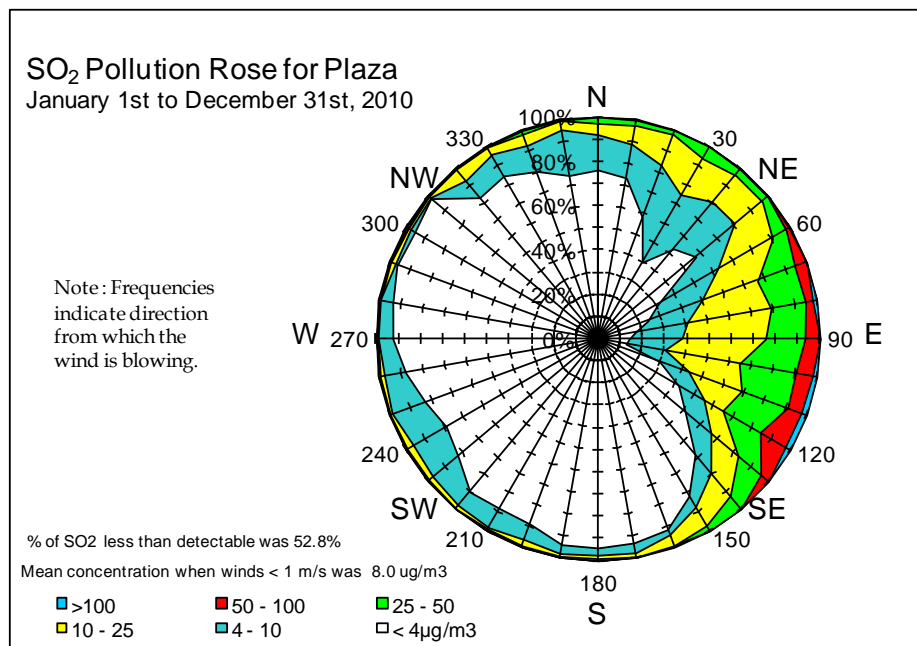 SO₂ Pollution Rose for Plaza
January 1st to December 31st, 2010
N
100%
330
30
NW
80%
NE
60%
300
60
40%
Note : Frequencies
indicate direction
from which the
wind is blowing.
20%
W
270
0%
90
E
240
120
SW
SE
210
150
180
S
% of SO2 less than detectable was 52.8%
Mean concentration when winds < 1 m/s was 8.0 ug/m3
>100
50 - 100
25 - 50
10 - 25
4 - 10
< 4µg/m3